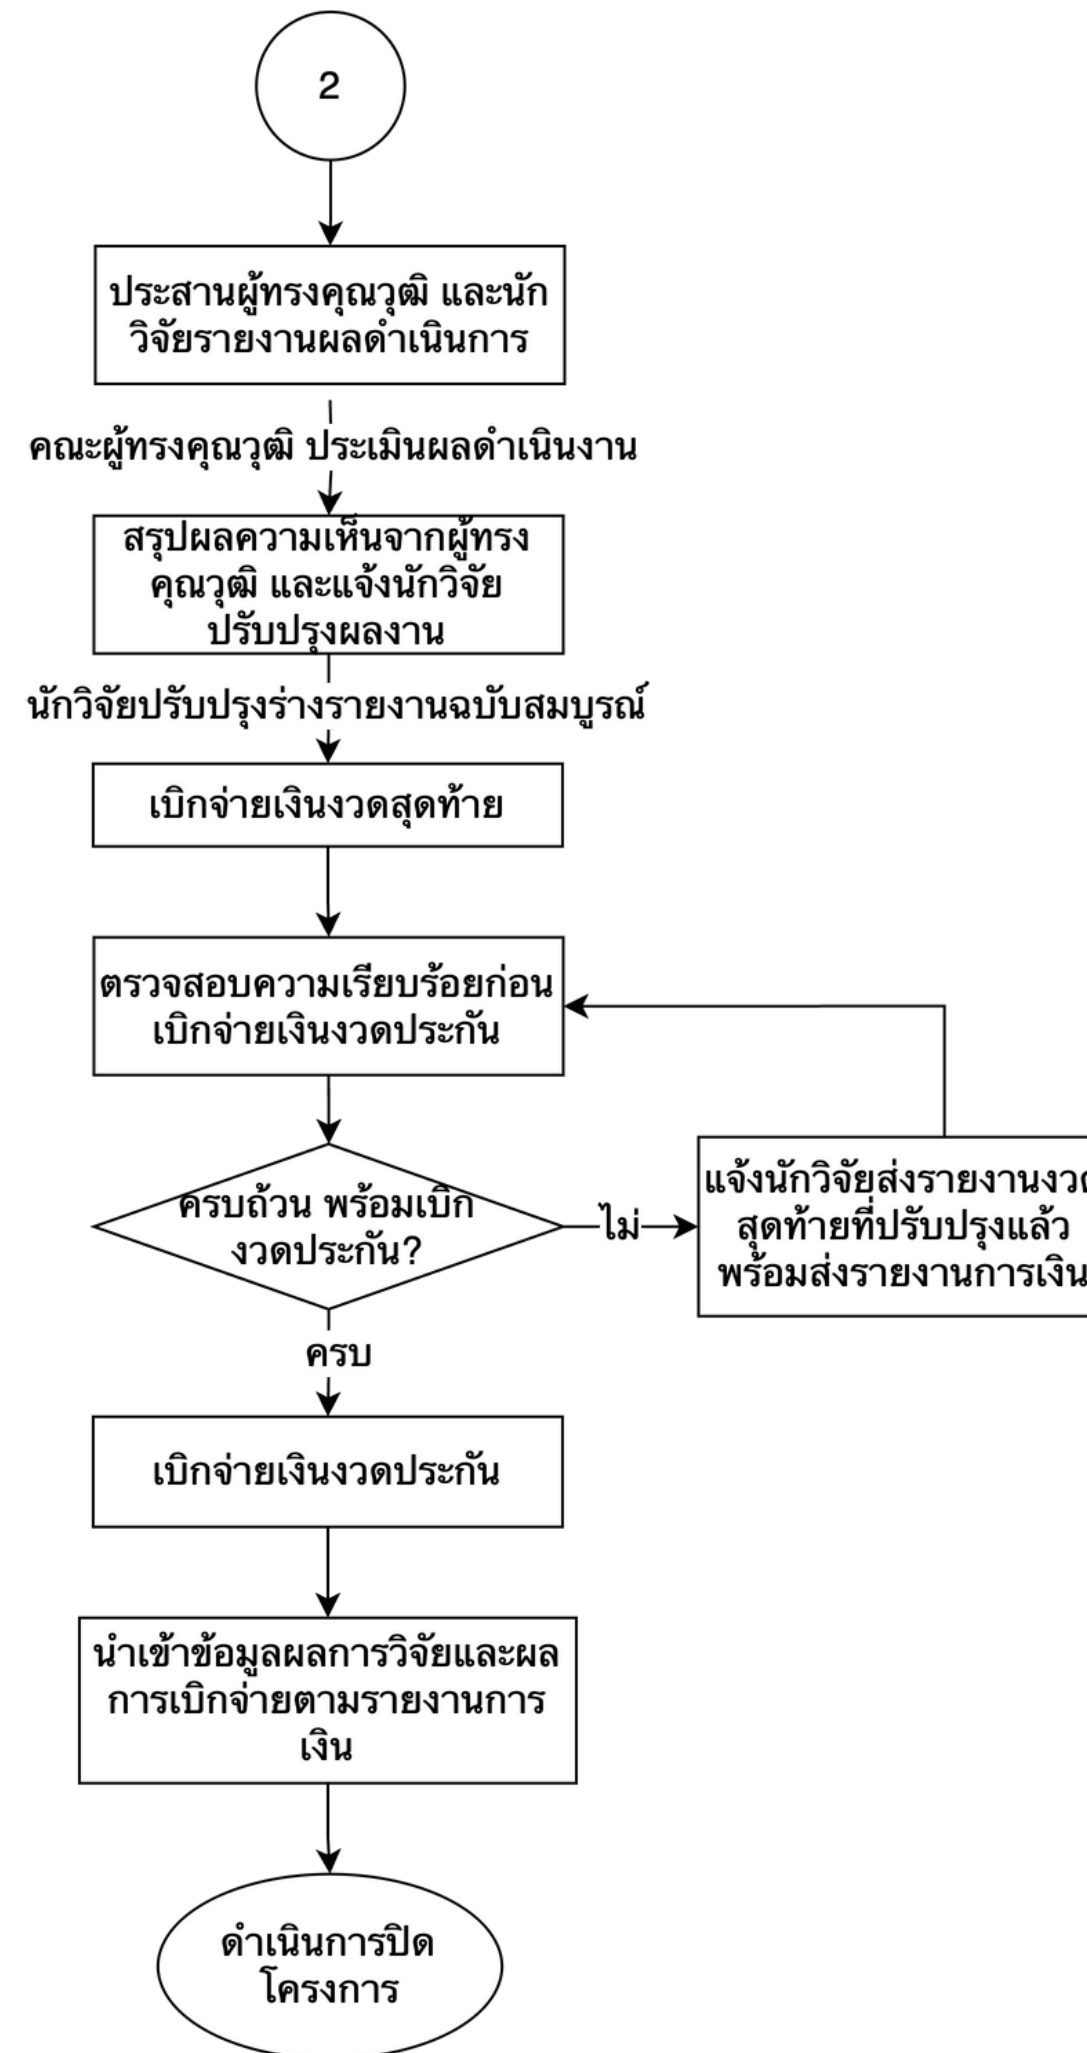 2
ประสานผู้ทรงคุณวุฒิ และนัก
วิจัยรายงานผลดำเนินการ
คณะผู้ทรงคุณวุฒิ ประเมินผลดำเนินงาน
สรุปผลความเห็นจากผู้ทรง
คุณวุฒิ และแจ้งนักวิจัย
ปรับปรุงผลงาน
นักวิจัยปรับปรุงร่างรายงานฉบับสมบูรณ์
เบิกจ่ายเงินงวดสุดท้าย
ตรวจสอบความเรียบร้อยก่อน
เบิกจ่ายเงินงวดประกัน
ครบถ้วน พร้อมเบิก
งวดประกัน?
ไม่
แจ้งนักวิจัยส่งรายงานงวด
สุดท้ายที่ปรับปรุงแล้ว
พร้อมส่งรายงานการเงิน
ครบ
เบิกจ่ายเงินงวดประกัน
นำเข้าข้อมูลผลการวิจัยและผล
การเบิกจ่ายตามรายงานการ
เงิน
ดำเนินการปิด
โครงการ